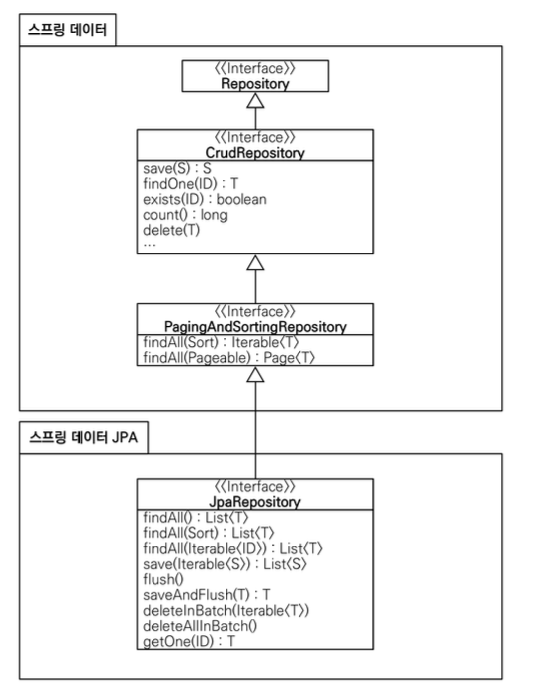 스프링 데이터
《Interface》
Repository
《Interface》
CrudRepository
save(S) : S
findOne(ID) : T
exists(ID) : boolean
count() : long
delete(T)
...
《Interface》
PagingAndSortingRepository
findAll(Sort) : Iterable〈T〉
findAll(Pageable) : Page〈T〉
스프링 데이터 JPA
《Interface》
JpaRepository
findAll() : List〈T〉
findAll(Sort) : List〈T〉
findAll(Iterable〈ID〉) : List〈T〉
save(Iterable〈S〉) : List〈S〉
flush()
saveAndFlush(T) : T
deleteInBatch(Iterable〈T〉)
deleteAllInBatch()
getOne(ID) : T